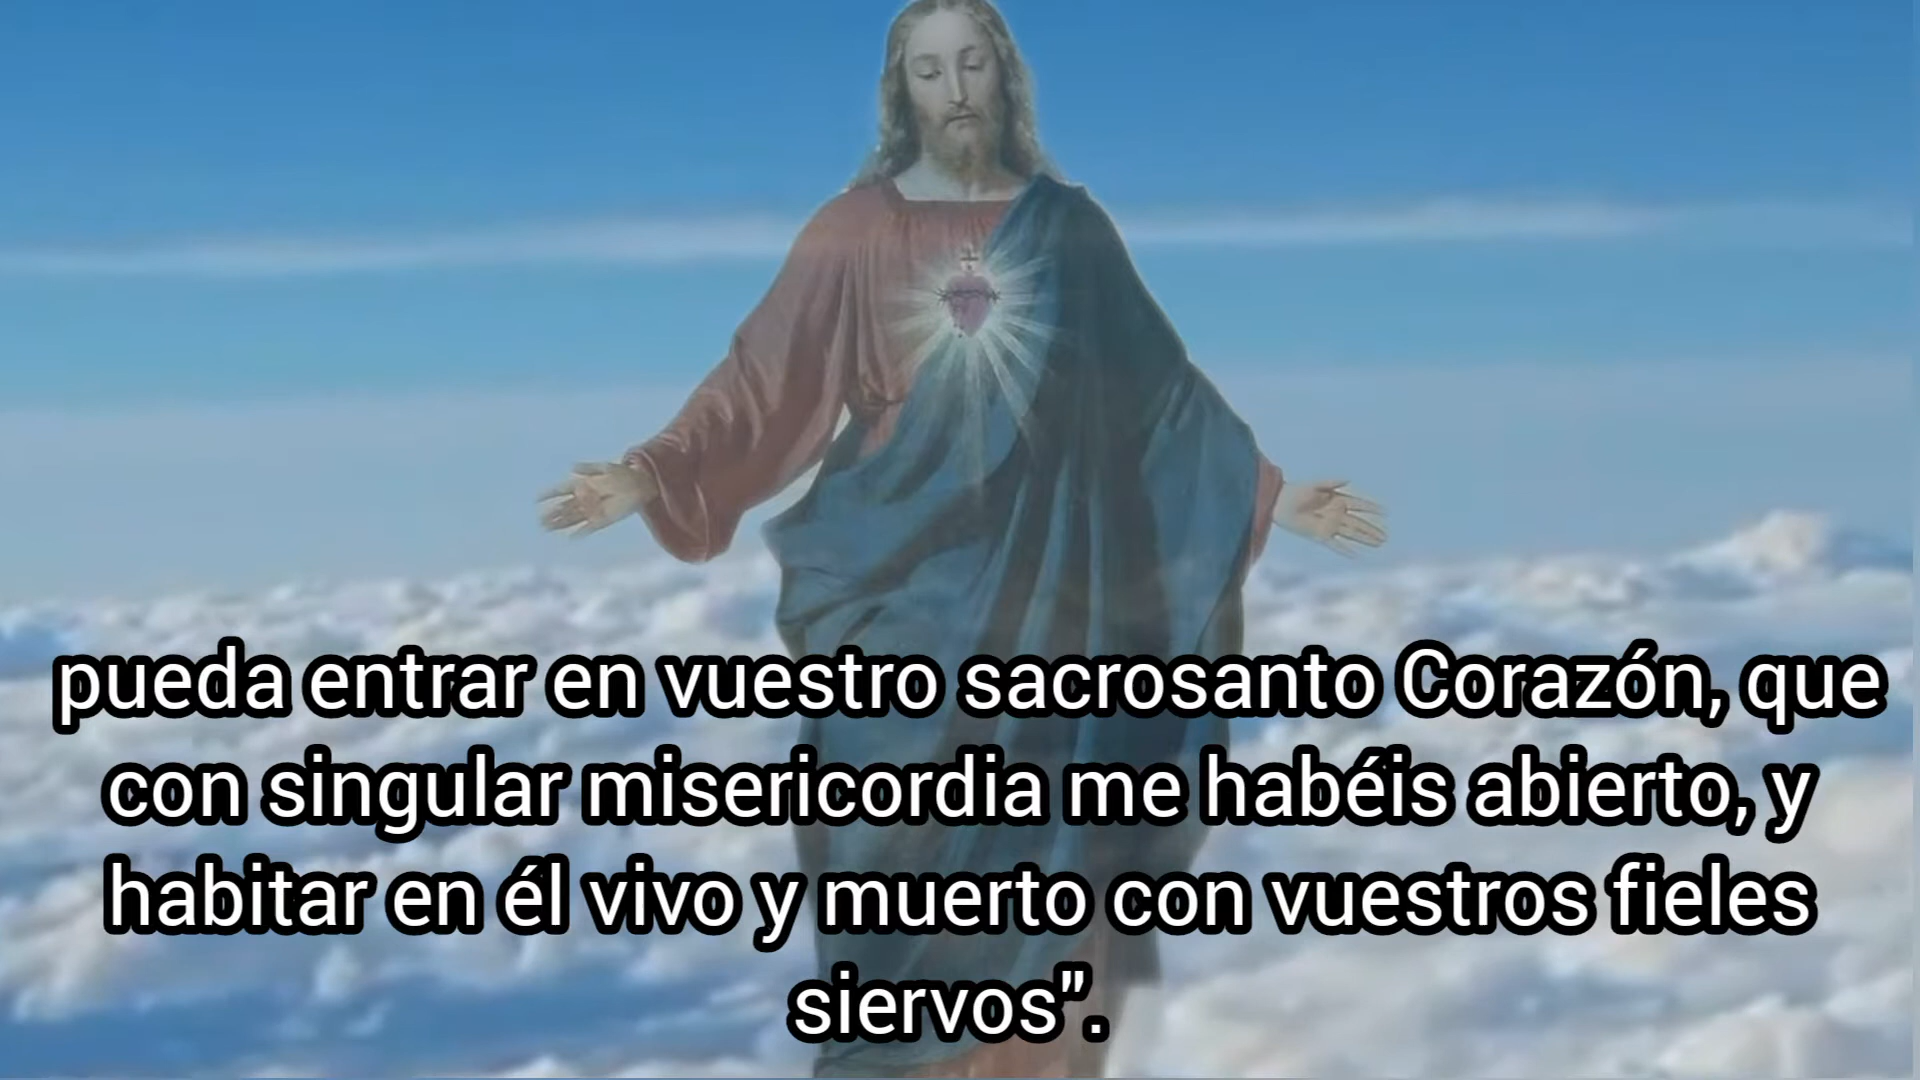 pueda entrar en vuestro sacrosanto Corazón, que
con singular misericordia me habéis abierto, y
habitar en él vivo y muerto con vuestros fieles
siervos".